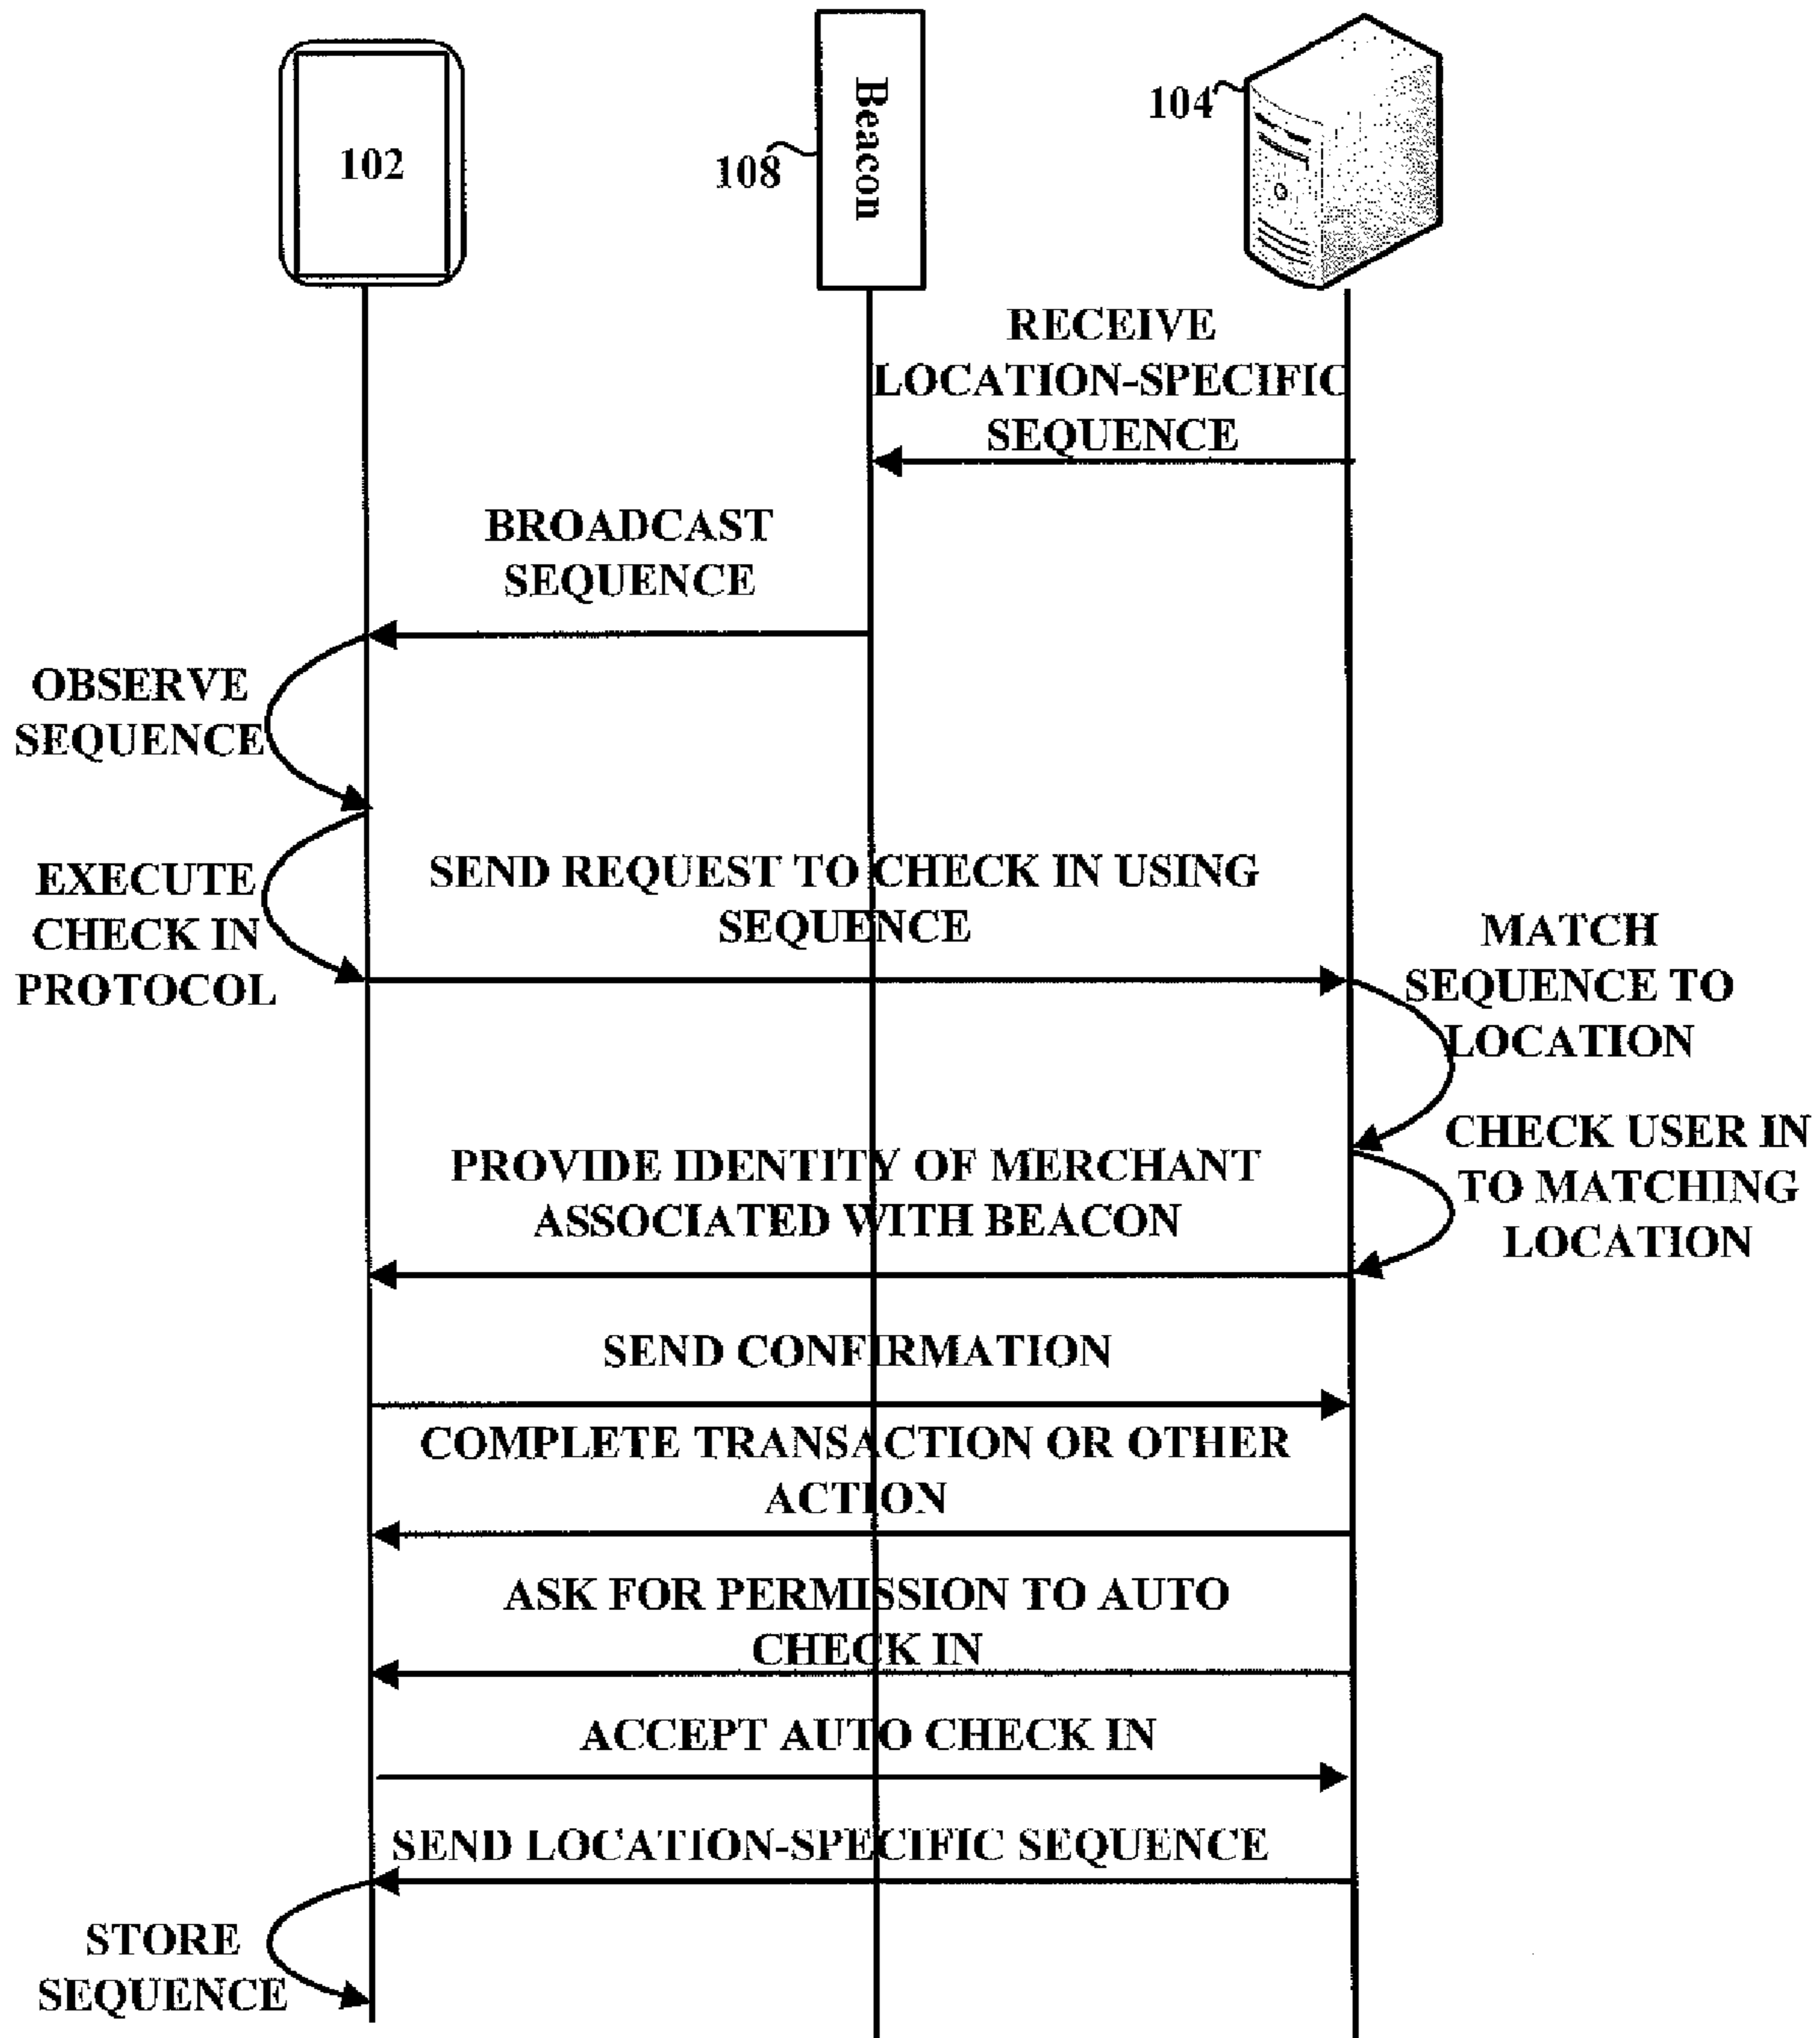 102
Beacon
108
104
RECEIVE
LOCATION-SPECIFIC
SEQUENCE
BROADCAST
SEQUENCE
OBSERVE
SEQUENCE
EXECUTE
CHECK IN
PROTOCOL
SEND REQUEST TO CHECK IN USING
SEQUENCE
MATCH
SEQUENCE TO
LOCATION
CHECK USER IN
TO MATCHING
LOCATION
PROVIDE IDENTITY OF MERCHANT
ASSOCIATED WITH BEACON
SEND CONFIRMATION
COMPLETE TRANSACTION OR OTHER
ACTION
ASK FOR PERMISSION TO AUTO
CHECK IN
ACCEPT AUTO CHECK IN
SEND LOCATION-SPECIFIC SEQUENCE
STORE
SEQUENCE